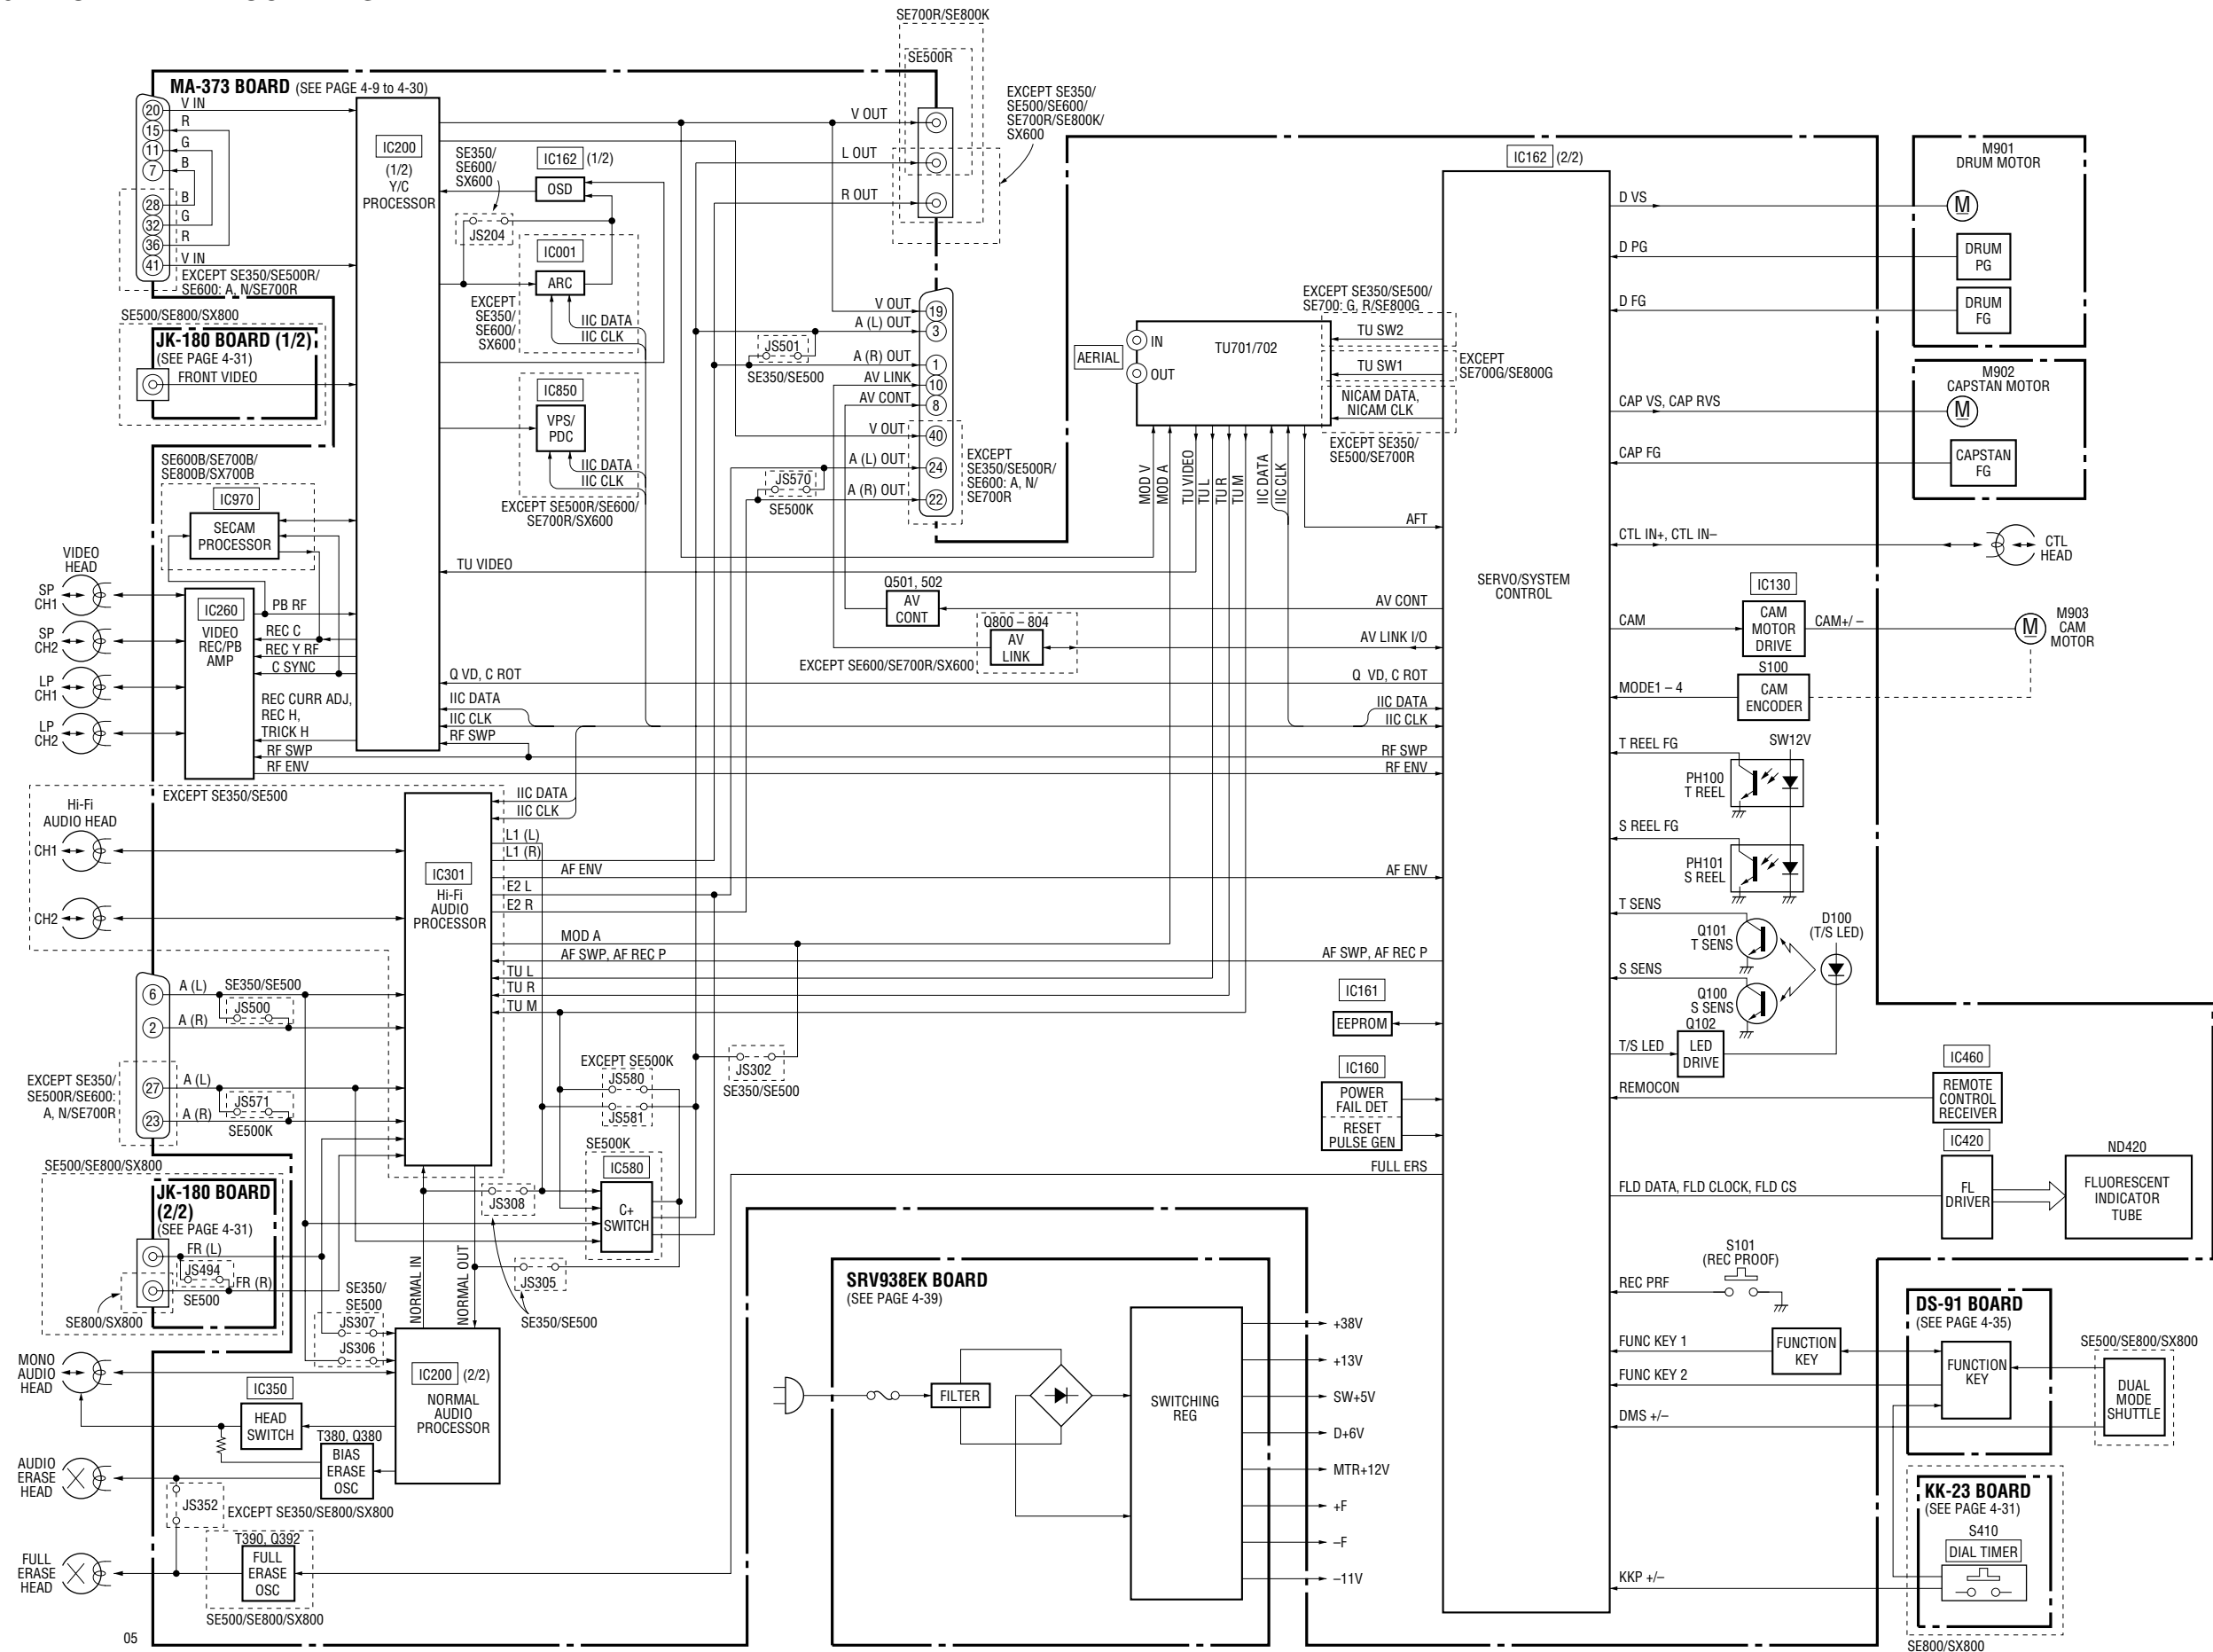 SE700R/SE800K
SE500R
MA-373 BOARD (SEE PAGE 4-9 to 4-30)
EXCEPT SE350/
SE500/SE600/
SE700R/SE800K/
SX600
20
V IN
15
R
11
G
7
B
28
B
32
G
36
R
41
V IN
EXCEPT SE350/SE500R/
SE600: A, N/SE700R
IC200
(1/2)
Y/C
PROCESSOR
SE350/
SE600/
SX600
IC162 (1/2)
OSD
JS204
IC001
ARC
EXCEPT
SE350/
SE600/
SX600
IIC DATA
IIC CLK
IC850
VPS/
PDC
IIC DATA
IIC CLK
EXCEPT SE500R/SE600/
SE700R/SX600
V OUT
L OUT
R OUT
V OUT
19
A (L) OUT
3
JS501
SE350/SE500
A (R) OUT
1
AV LINK
10
AV CONT
8
V OUT
40
A (L) OUT
24
JS570
SE500K
A (R) OUT
22
EXCEPT
SE350/SE500R/
SE600: A, N/
SE700R
SE500/SE800/SX800
JK-180 BOARD (1/2)
(SEE PAGE 4-31)
FRONT VIDEO
SE600B/SE700B/
SE800B/SX700B
IC970
SECAM
PROCESSOR
VIDEO
HEAD
SP
CH1
SP
CH2
LP
CH1
LP
CH2
IC260
VIDEO
REC/PB
AMP
PB RF
REC C
REC Y RF
C SYNC
REC CURR ADJ,
REC H,
TRICK H
RF SWP
RF ENV
TU VIDEO
Q501, 502
AV
CONT
AV CONT
Q800 – 804
AV
LINK
AV LINK I/O
EXCEPT SE600/SE700R/SX600
Q VD, C ROT
Q VD, C ROT
IIC DATA
IIC CLK
RF SWP
IIC DATA
IIC CLK
RF SWP
RF ENV
AERIAL
IN
OUT
TU701/702
EXCEPT SE350/SE500/
SE700: G, R/SE800G
TU SW2
TU SW1
EXCEPT
SE700G/SE800G
NICAM DATA,
NICAM CLK
EXCEPT SE350/
SE500/SE700R
MOD V
MOD A
TU VIDEO
TU L
TU R
TU M
IIC DATA
IIC CLK
AFT
IC162 (2/2)
SERVO/SYSTEM
CONTROL
M901
DRUM MOTOR
D VS
M
D PG
DRUM
PG
D FG
DRUM
FG
M902
CAPSTAN MOTOR
CAP VS, CAP RVS
M
CAP FG
CAPSTAN
FG
CTL IN+, CTL IN–
CTL
HEAD
IC130
CAM
CAM
MOTOR
DRIVE
CAM+/ –
M
M903
CAM
MOTOR
S100
MODE1 – 4
CAM
ENCODER
T REEL FG
SW12V
PH100
T REEL
S REEL FG
PH101
S REEL
T SENS
Q101
T SENS
D100
(T/S LED)
S SENS
Q100
S SENS
Q102
T/S LED
LED
DRIVE
REMOCON
IC460
REMOTE
CONTROL
RECEIVER
IC420
FL
DRIVER
FLD DATA, FLD CLOCK, FLD CS
ND420
FLUORESCENT
INDICATOR
TUBE
S101
(REC PROOF)
REC PRF
FUNC KEY 1
FUNCTION
KEY
DS-91 BOARD
(SEE PAGE 4-35)
FUNCTION
KEY
FUNC KEY 2
DMS +/–
SE500/SE800/SX800
DUAL
MODE
SHUTTLE
KK-23 BOARD
(SEE PAGE 4-31)
S410
DIAL TIMER
KKP +/–
SE800/SX800
EXCEPT SE350/SE500
Hi-Fi
AUDIO HEAD
CH1
CH2
IC301
Hi-Fi
AUDIO
PROCESSOR
IIC DATA
IIC CLK
L1 (L)
L1 (R)
AF ENV
AF ENV
E2 L
E2 R
MOD A
AF SWP, AF REC P
AF SWP, AF REC P
TU L
TU R
TU M
6
A (L)
SE350/SE500
JS500
2
A (R)
EXCEPT SE350/
SE500R/SE600:
A, N/SE700R
27
A (L)
JS571
23
A (R)
SE500K
EXCEPT SE500K
JS580
JS581
JS302
SE350/SE500
SE500K
IC580
C+
SWITCH
JS308
JS305
SE350/SE500
IC161
EEPROM
IC160
POWER
FAIL DET
RESET
PULSE GEN
FULL ERS
SE500/SE800/SX800
JK-180 BOARD
(2/2)
(SEE PAGE 4-31)
FR (L)
JS494
FR (R)
SE500
SE800/SX800
NORMAL IN
NORMAL OUT
SE350/
SE500
JS307
JS306
MONO
AUDIO
HEAD
IC200 (2/2)
NORMAL
AUDIO
PROCESSOR
IC350
HEAD
SWITCH
T380, Q380
BIAS
ERASE
OSC
AUDIO
ERASE
HEAD
JS352
EXCEPT SE350/SE800/SX800
T390, Q392
FULL
ERASE
OSC
FULL
ERASE
HEAD
SE500/SE800/SX800
SRV938EK BOARD
(SEE PAGE 4-39)
FILTER
SWITCHING
REG
+38V
+13V
SW+5V
D+6V
MTR+12V
+F
–F
–11V
05